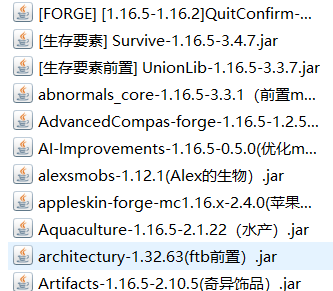 [FORGE] [1.16.5-1.16.2]QuitConfirm-...
[生存要素] Survive-1.16.5-3.4.7.jar
[生存要素前置] UnionLib-1.16.5-3.3.7.jar
abnormals_core-1.16.5-3.3.1（前置m...
AdvancedCompas-forge-1.16.5-1.2.5...
AI-Improvements-1.16.5-0.5.0(优化m...
alexsmobs-1.12.1(Alex的生物）.jar
appleskin-forge-mc1.16.x-2.4.0(苹果...
Aquaculture-1.16.5-2.1.22（水产）.jar
architectury-1.32.63(ftb前置）.jar
Artifacts-1.16.5-2.10.5(奇异饰品）.jar